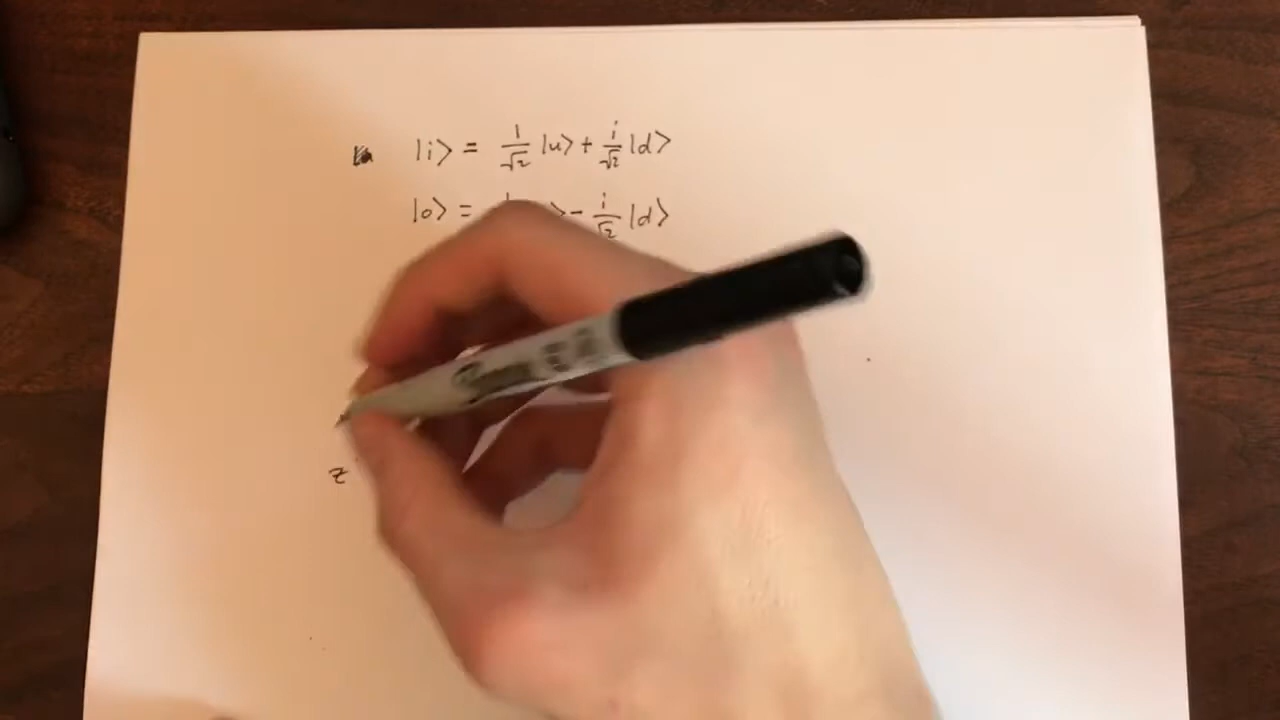 |i⟩ = 1/√2 |u⟩ + i/√2 |d⟩
|o⟩ = ⟩ - i/√2 |d⟩
z